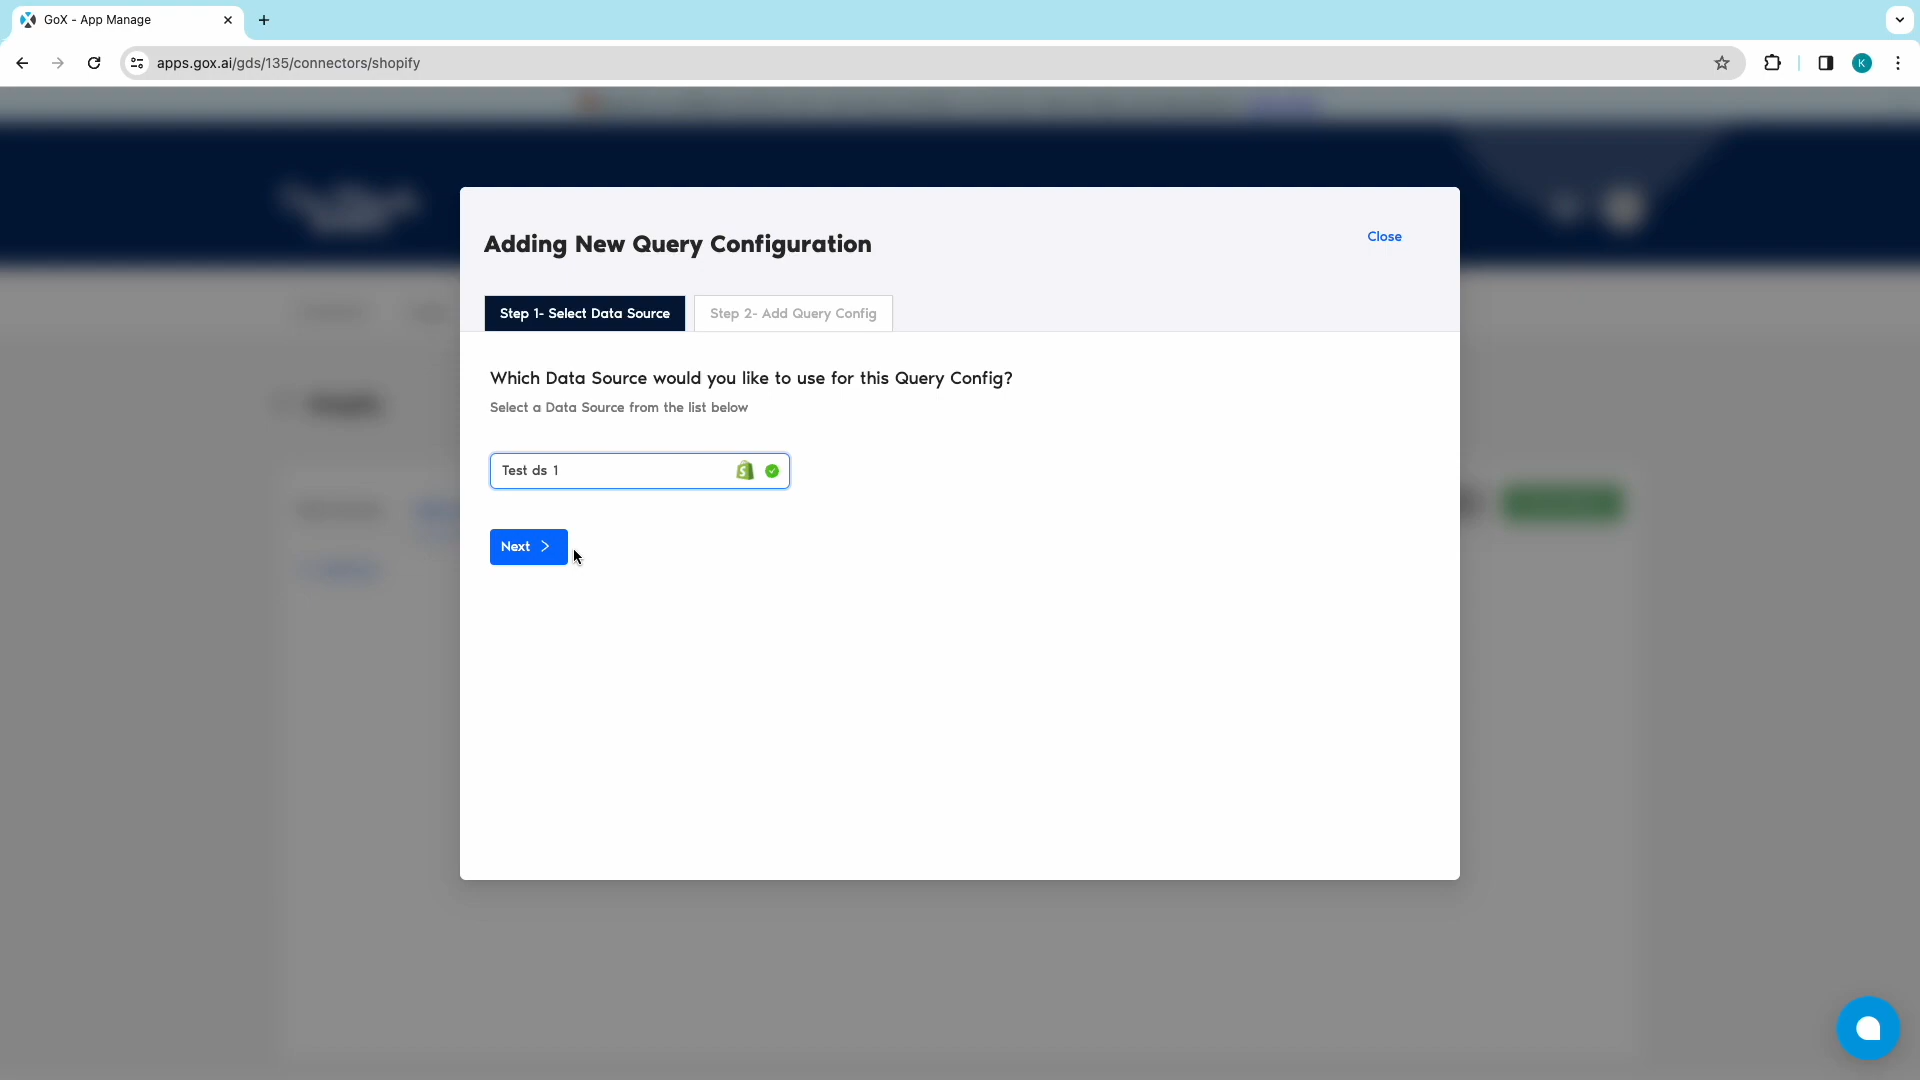 GoX - App Manage
apps.gox.ai/gds/135/connectors/shopify
K
Adding New Query Configuration
Close
Step 1- Select Data Source
Step 2- Add Query Config
Which Data Source would you like to use for this Query Config?
Select a Data Source from the list below
Test ds 1
Next